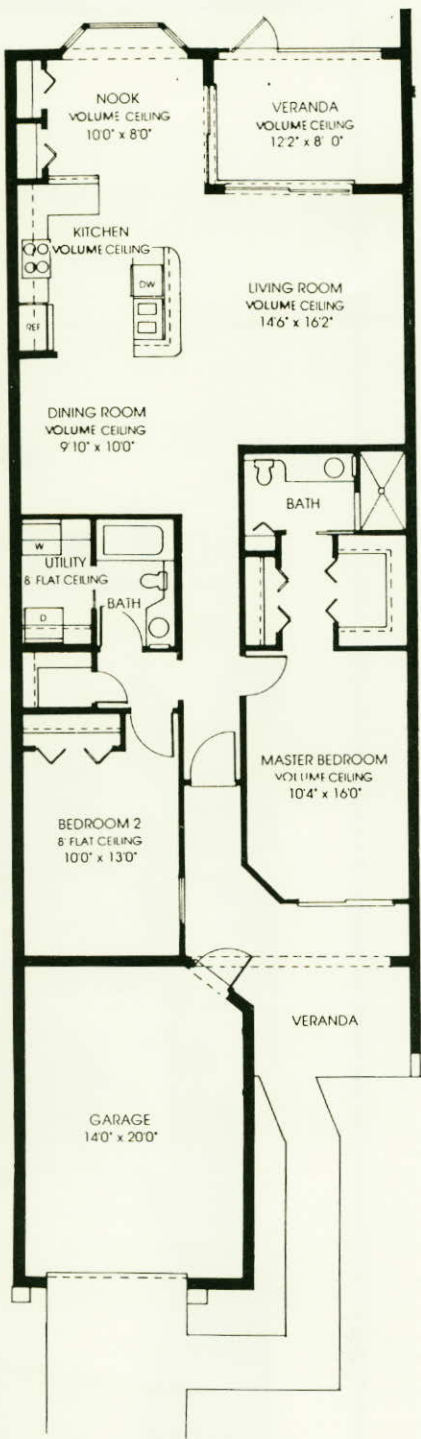 NOOK
VOLUME CEILING
10'0" x 8'0"
VERANDA
VOLUME CEILING
12'2" x 8' 0"
KITCHEN
VOLUME CEILING
DW
REF
LIVING ROOM
VOLUME CEILING
14'6" x 16'2"
DINING ROOM
VOLUME CEILING
9'10" x 10'0"
BATH
W
UTILITY
8' FLAT CEILING
D
BATH
MASTER BEDROOM
VOLUME CEILING
10'4" x 16'0"
BEDROOM 2
8' FLAT CEILING
10'0" x 13'0"
VERANDA
GARAGE
14'0" x 20'0"